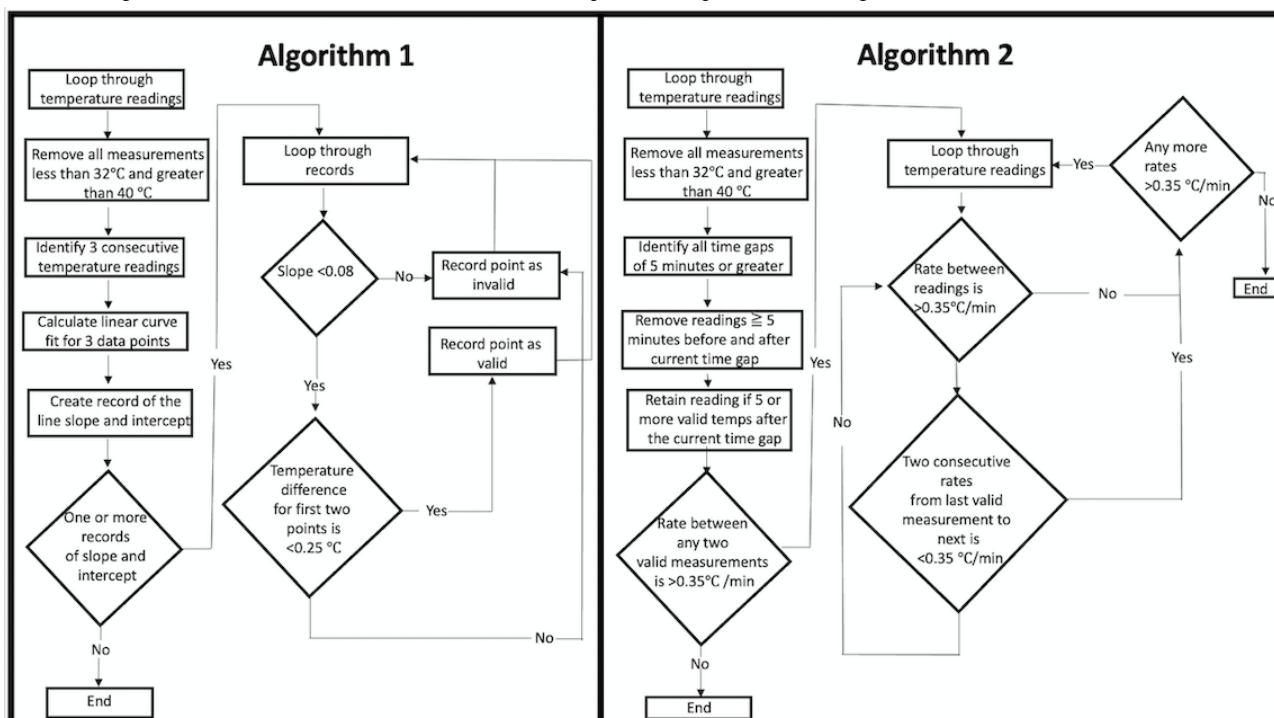 Algorithm 1
Loop through
temperature readings
Remove all measurements
less than 32°C and greater
than 40 °C
Identify 3 consecutive
temperature readings
Calculate linear curve
fit for 3 data points
Create record of the
line slope and intercept
One or more
records
of slope and
intercept
No
End
Yes
Loop through
records
Slope <0.08
No
Record point as
invalid
Record point as
valid
Yes
Temperature
difference
for first two
points is
<0.25 °C
Yes
No
Algorithm 2
Loop through
temperature readings
Remove all measurements
less than 32°C and greater
than 40 °C
Identify all time gaps
of 5 minutes or greater
Remove readings ≧ 5
minutes before and after
current time gap
Retain reading if 5 or
more valid temps after
the current time gap
Rate between
any two
valid measurements
is >0.35°C /min
No
End
Yes
Loop through
temperature readings
Yes
Any more
rates
>0.35 °C/min
No
End
Rate between
readings is
>0.35°C/min
No
Yes
No
Two consecutive
rates
from last valid
measurement to
next is
<0.35 °C/min